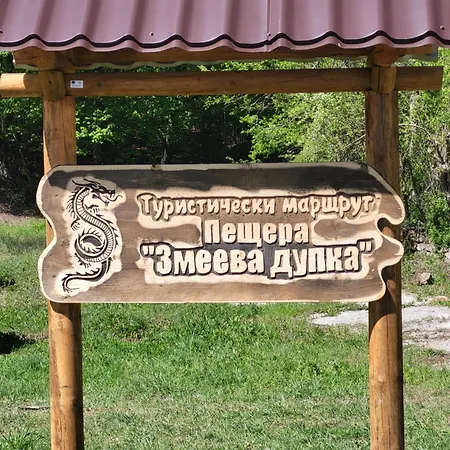 Туристически маршрут
Пещера
"Змеева дупка"